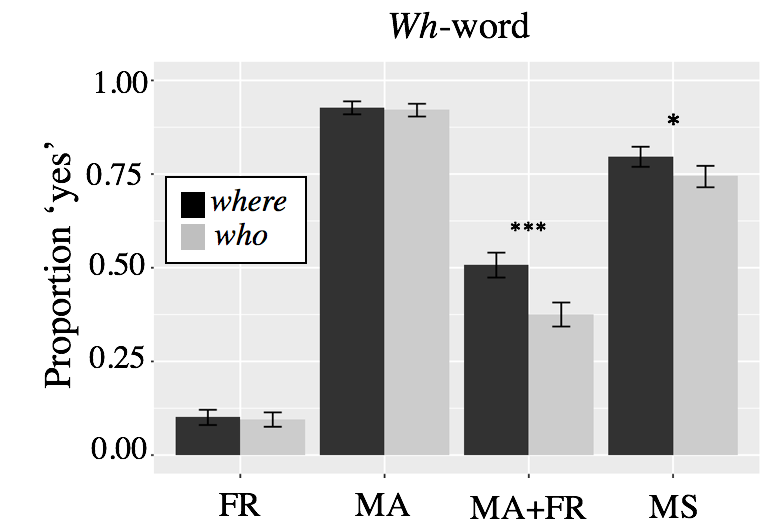 Wh-word
Proportion ‘yes’
1.00
0.75
0.50
0.25
0.00
where
who
***
*
FR MA MA+FR MS